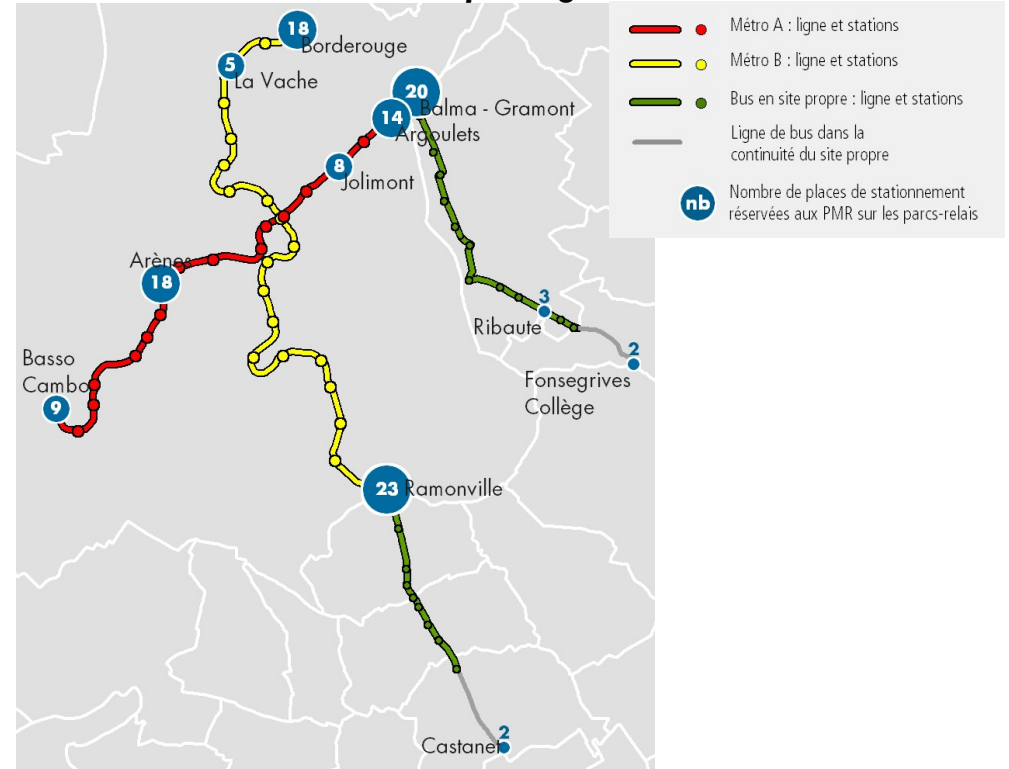 18
Borderouge
5
La Vache
20
Balma - Gramont
14
Argoulets
8
Jolimont
Arènes
18
Basso
Cambo
9
3
Ribaute
2
Fonsegrives
Collège
23
Ramonville
2
Castanet
Métro A : ligne et stations
Métro B : ligne et stations
Bus en site propre : ligne et stations
Ligne de bus dans la
continuité du site propre
nb
Nombre de places de stationnement
réservées aux PMR sur les parcs-relais